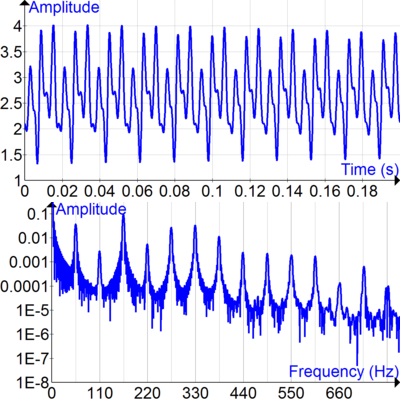 Amplitude
4
3.5
3
2.5
2
1.5
1
Time (s)
0 0.02 0.04 0.06 0.08 0.1 0.12 0.14 0.16 0.18
Amplitude
0.1
0.01
0.001
0.0001
1E-5
1E-6
1E-7
1E-8
Frequency (Hz)
0 110 220 330 440 550 660